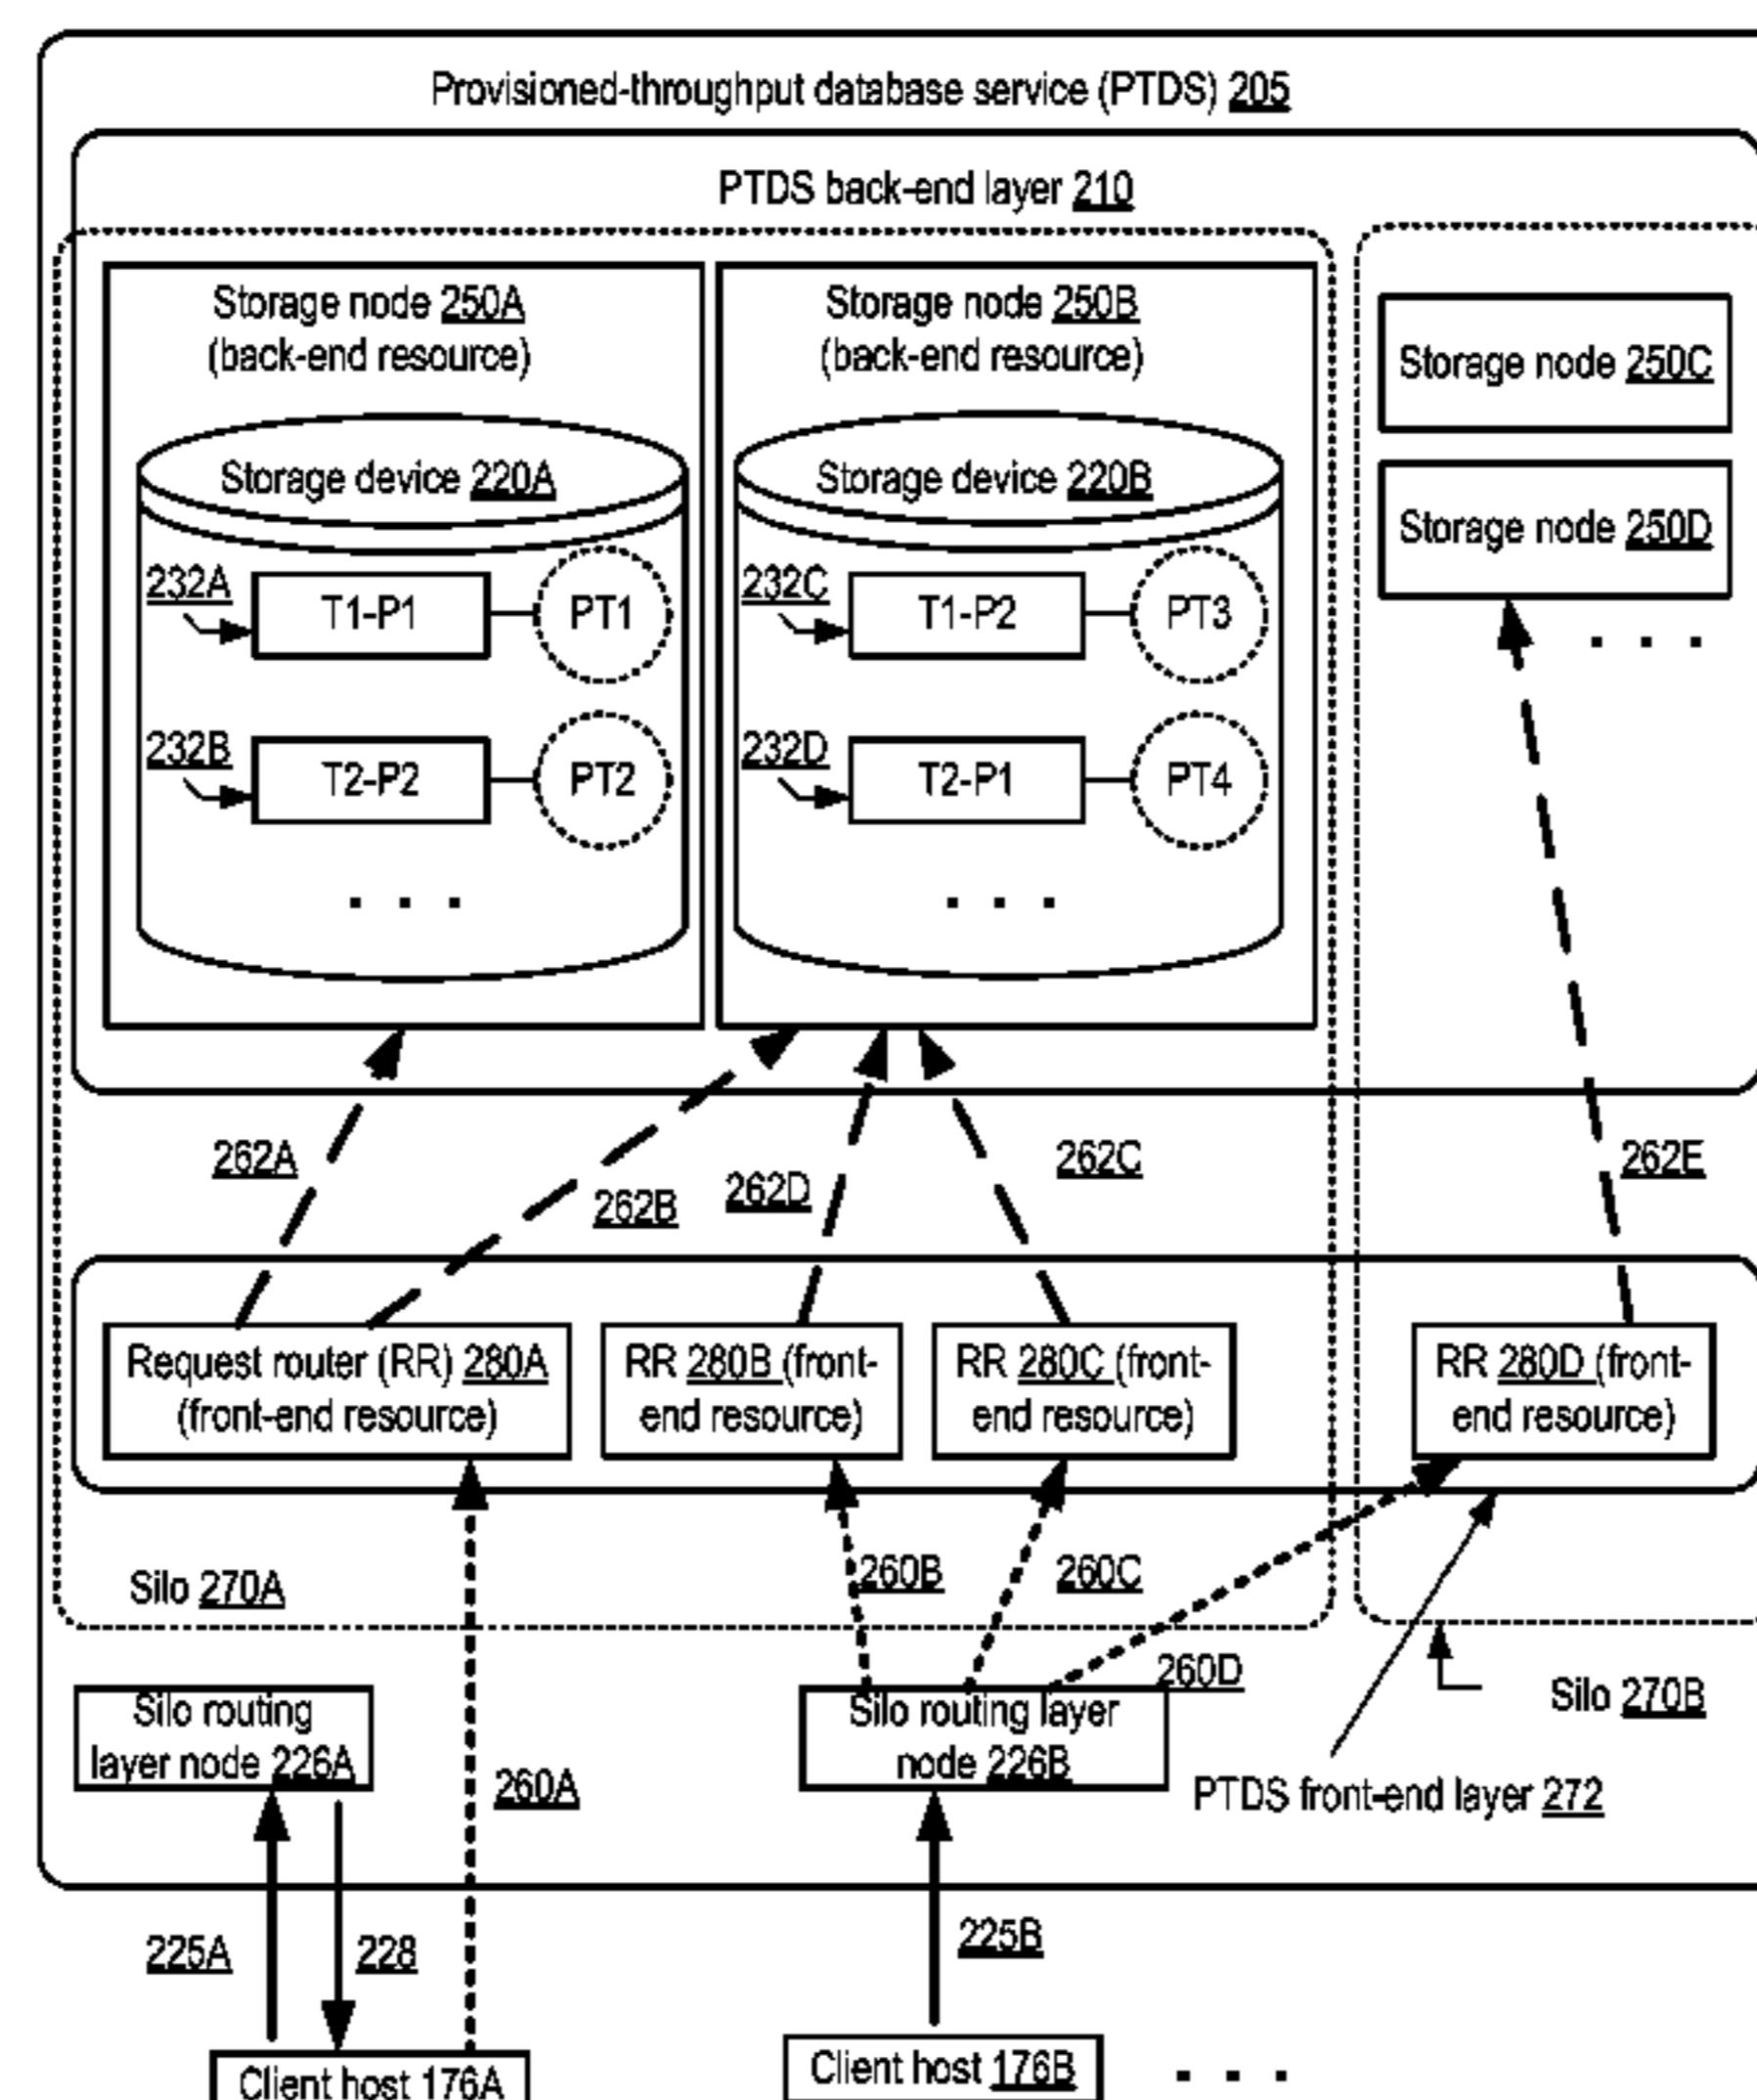 Provisioned-throughput database service (PTDS) 205
PTDS back-end layer 210
Storage node 250A
(back-end resource)
Storage node 250B
(back-end resource)
Storage node 250C
Storage node 250D
. . .
Storage device 220A
Storage device 220B
232A
T1-P1
PT1
232C
T1-P2
PT3
232B
T2-P2
PT2
232D
T2-P1
PT4
. . .
. . .
262A
262B
262D
262C
262E
Request router (RR) 280A
(front-end resource)
RR 280B (front-
end resource)
RR 280C (front-
end resource)
RR 280D (front-
end resource)
Silo 270A
260B
260C
260D
Silo 270B
Silo routing
layer node 226A
260A
Silo routing layer
node 226B
PTDS front-end layer 272
225A
228
225B
Client host 176A
Client host 176B
. . .